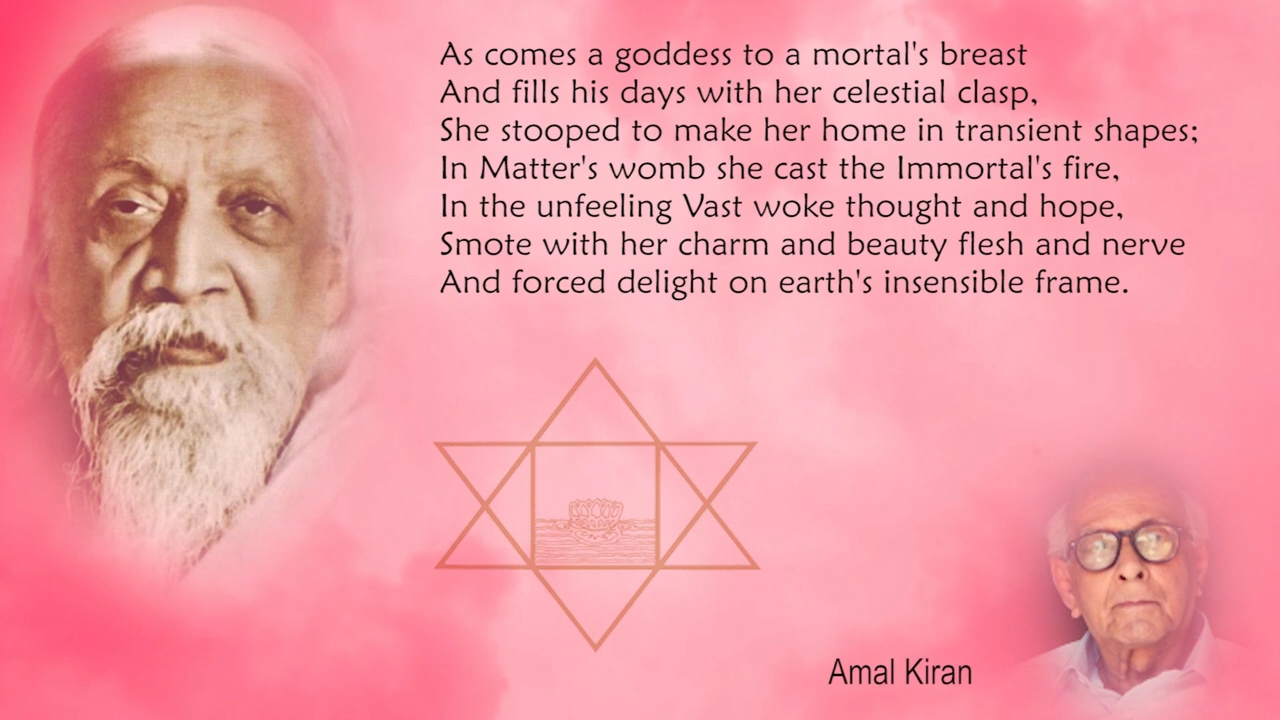 As comes a goddess to a mortal's breast
And fills his days with her celestial clasp,
She stooped to make her home in transient shapes;
In Matter's womb she cast the Immortal's fire,
In the unfeeling Vast woke thought and hope,
Smote with her charm and beauty flesh and nerve
And forced delight on earth's insensible frame.
Amal Kiran